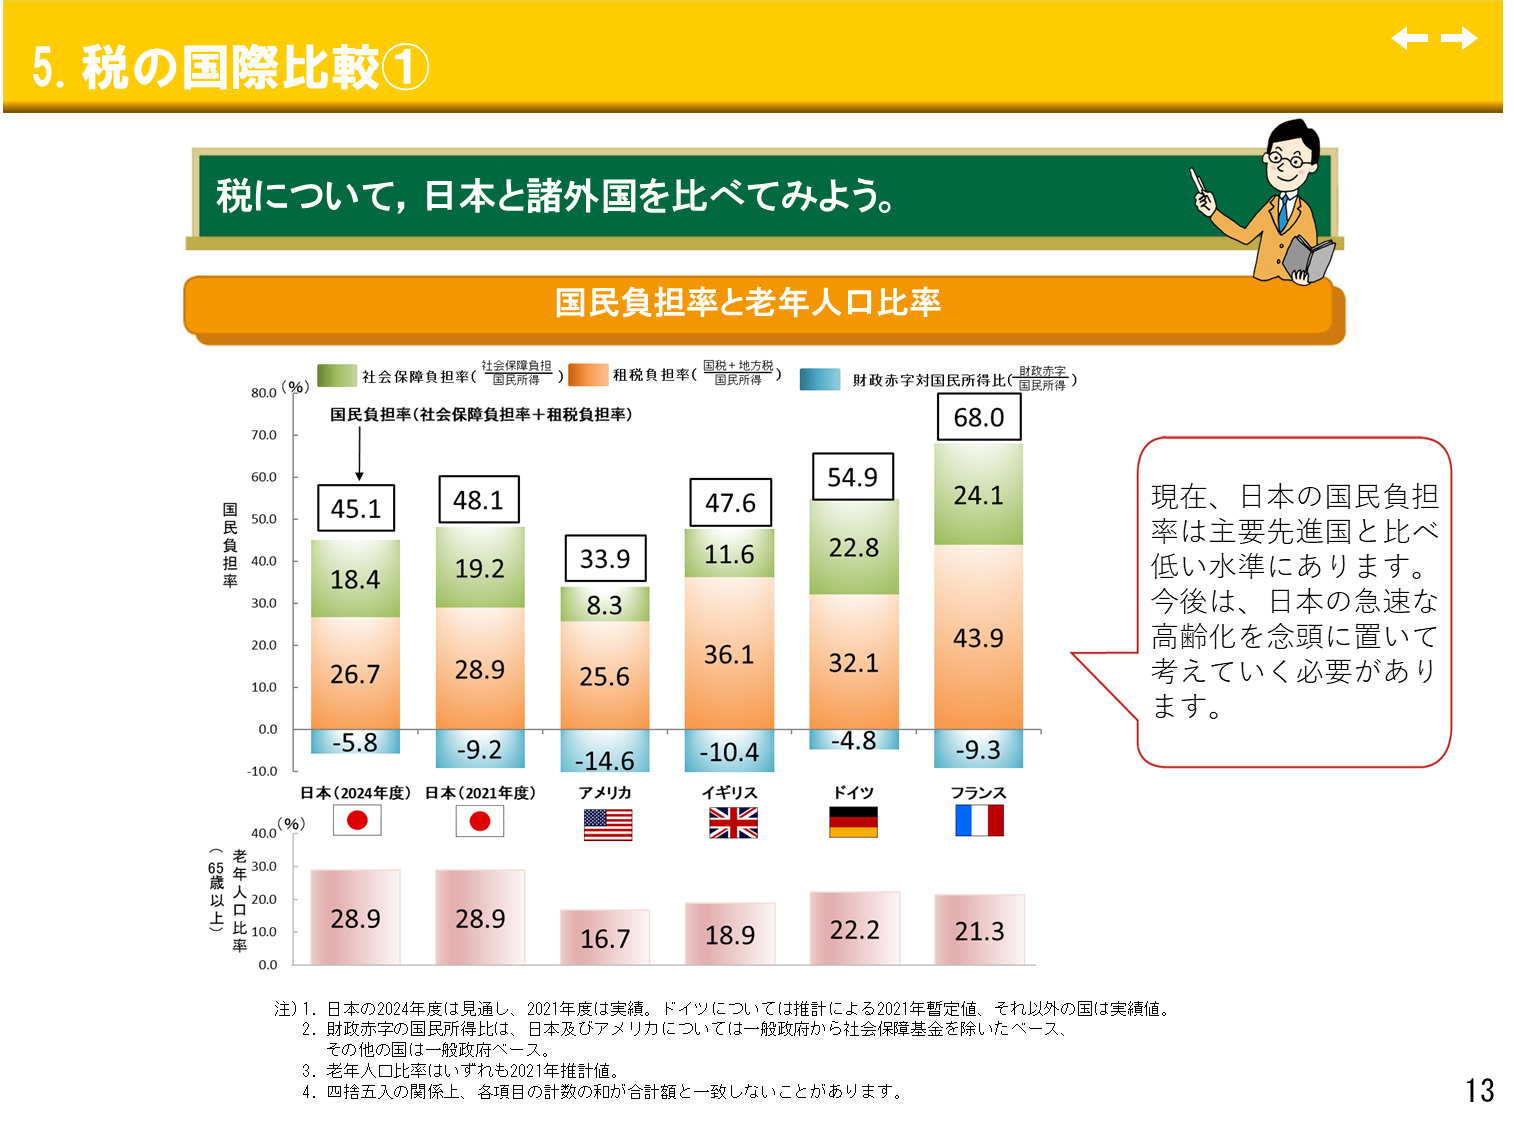 5. 税の国際比較①
税について，日本と諸外国を比べてみよう。
国民負担率と老年人口比率
社会保障負担率( 社会保障負担 / 国民所得 ) 租税負担率( 国税＋地方税 / 国民所得 ) 財政赤字対国民所得比( 財政赤字 / 国民所得 )
国民負担率(社会保障負担率＋租税負担率)
国民負担率
(%)
80.0
70.0
60.0
50.0
40.0
30.0
20.0
10.0
0.0
-10.0
45.1 48.1 33.9 47.6 54.9 68.0
18.4 19.2 8.3 11.6 22.8 24.1
26.7 28.9 25.6 36.1 32.1 43.9
-5.8 -9.2 -14.6 -10.4 -4.8 -9.3
日本(2024年度) 日本(2021年度) アメリカ イギリス ドイツ フランス
老年人口比率
(65歳以上)
(%)
40.0
30.0
20.0
10.0
0.0
28.9 28.9 16.7 18.9 22.2 21.3
現在、日本の国民負担
率は主要先進国と比べ
低い水準にあります。
今後は、日本の急速な
高齢化を念頭に置いて
考えていく必要があり
ます。
注) 1. 日本の2024年度は見通し、2021年度は実績。ドイツについては推計による2021年暫定値、それ以外の国は実績値。
2. 財政赤字の国民所得比は、日本及びアメリカについては一般政府から社会保障基金を除いたベース、
その他の国は一般政府ベース。
3. 老年人口比率はいずれも2021年推計値。
4. 四捨五入の関係上、各項目の計数の和が合計額と一致しないことがあります。
13